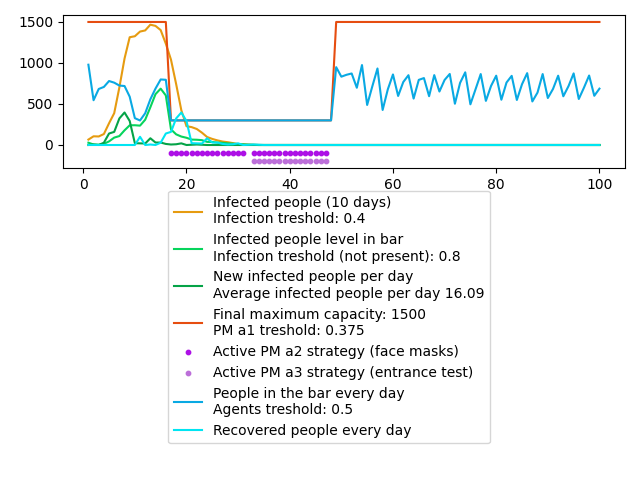 1500
1000
500
0
0
20
40
60
80
100
Infected people (10 days)
Infection treshold: 0.4
Infected people level in bar
Infection treshold (not present): 0.8
New infected people per day
Average infected people per day 16.09
Final maximum capacity: 1500
PM a1 treshold: 0.375
Active PM a2 strategy (face masks)
Active PM a3 strategy (entrance test)
People in the bar every day
Agents treshold: 0.5
Recovered people every day